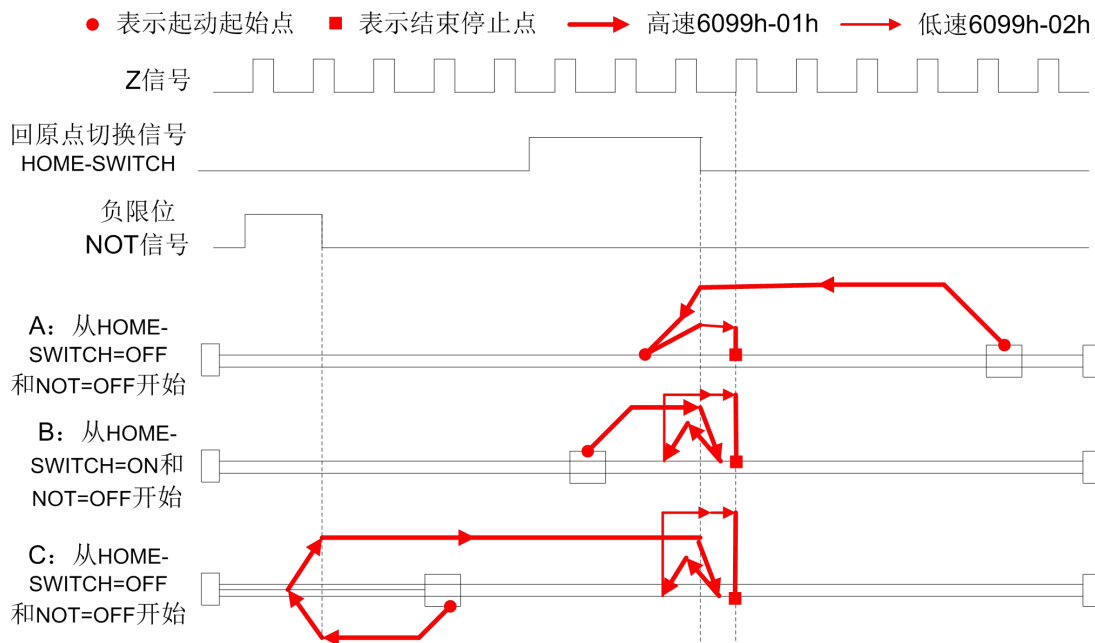 表示起动起始点 表示结束停止点 高速6099h-01h 低速6099h-02h
Z信号
回原点切换信号
HOME-SWITCH
负限位
NOT信号
A：从HOME-
SWITCH=OFF
和NOT=OFF开始
B：从HOME-
SWITCH=ON和
NOT=OFF开始
C：从HOME-
SWITCH=OFF
和NOT=OFF开始